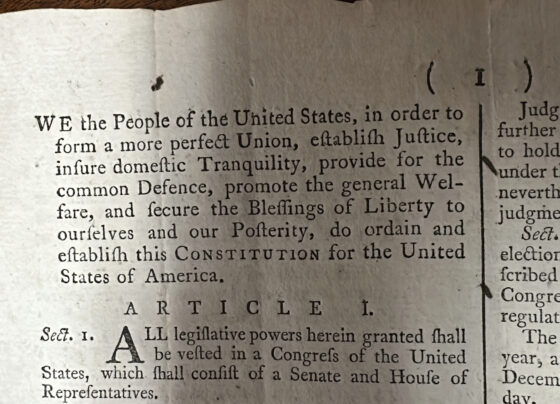 ( 1 )
WE the People of the United States, in order to
form a more perfect Union, eſtabliſh Juſtice,
inſure domeſtic Tranquility, provide for the
common Defence, promote the general Wel-
fare, and ſecure the Bleſſings of Liberty to
ourſelves and our Poſterity, do ordain and
eſtabliſh this CONSTITUTION for the United
States of America.
ARTICLE I.
Sect. 1. ALL legiſlative powers herein granted ſhall
be veſted in a Congreſs of the United
States, which ſhall conſiſt of a Senate and Houſe of
Repreſentatives.
Judg
further
to hold
under t
neverth
judgme
Sect.
election
ſcribed
Congre
regulat
The
year, a
Decem
day.